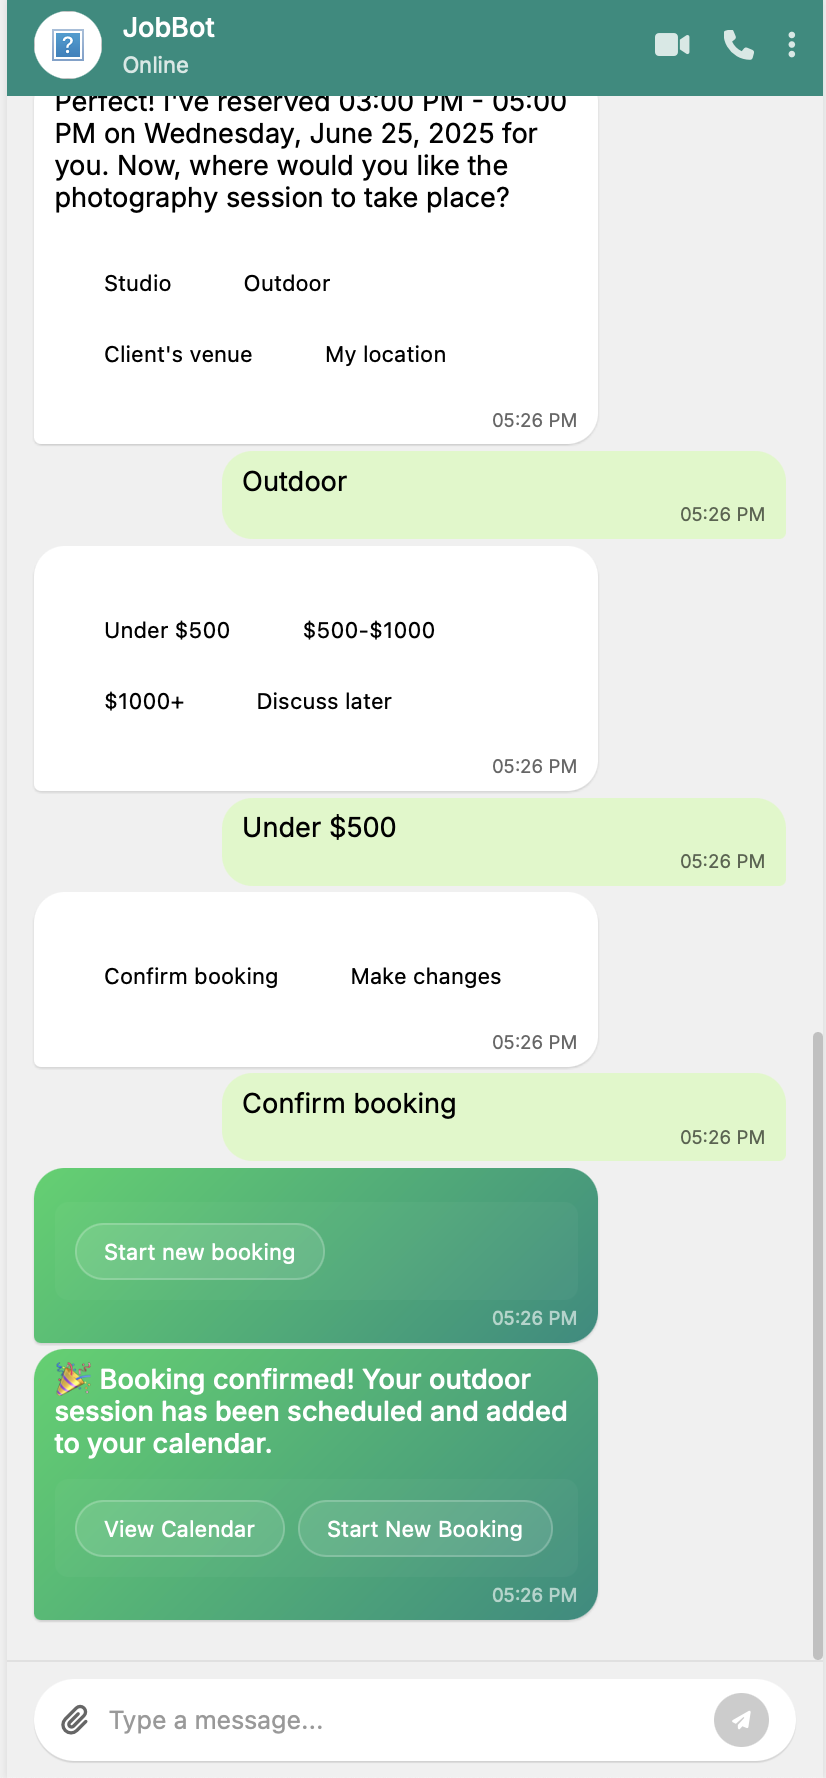 JobBot
Online
Perfect! I've reserved 03:00 PM - 05:00
PM on Wednesday, June 25, 2025 for
you. Now, where would you like the
photography session to take place?
Studio Outdoor
Client's venue My location
05:26 PM
Outdoor
05:26 PM
Under $500 $500-$1000
$1000+ Discuss later
05:26 PM
Under $500
05:26 PM
Confirm booking Make changes
05:26 PM
Confirm booking
05:26 PM
Start new booking
05:26 PM
🎉 Booking confirmed! Your outdoor
session has been scheduled and added
to your calendar.
View Calendar Start New Booking
05:26 PM
Type a message...